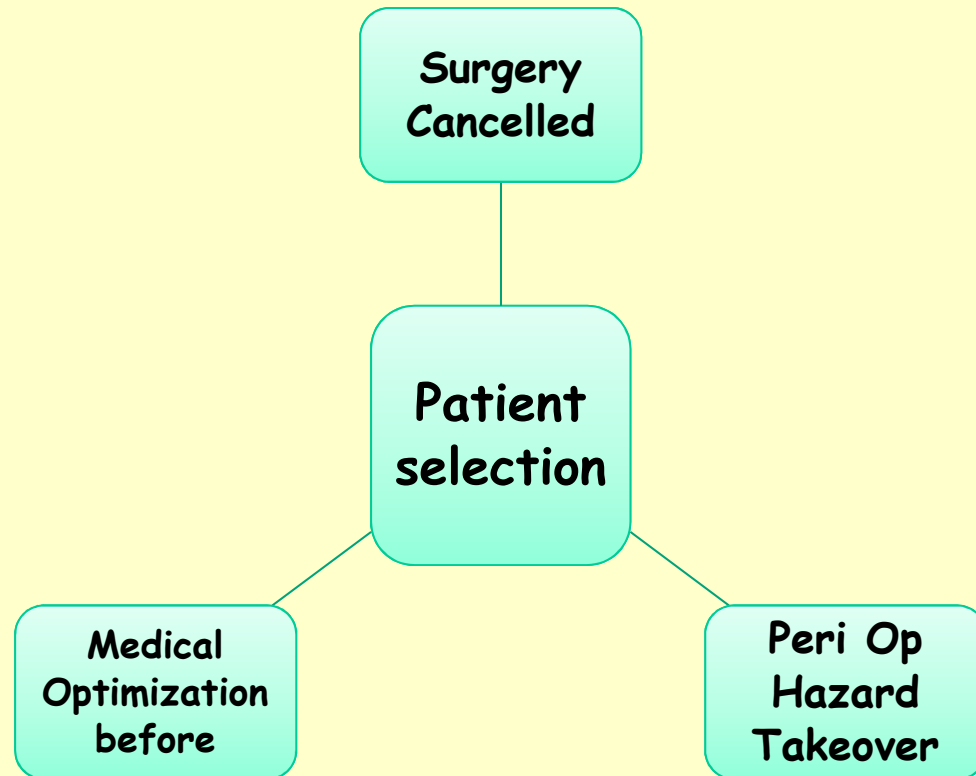 Surgery
Cancelled
Patient
selection
Medical
Optimization
before
Peri Op
Hazard
Takeover